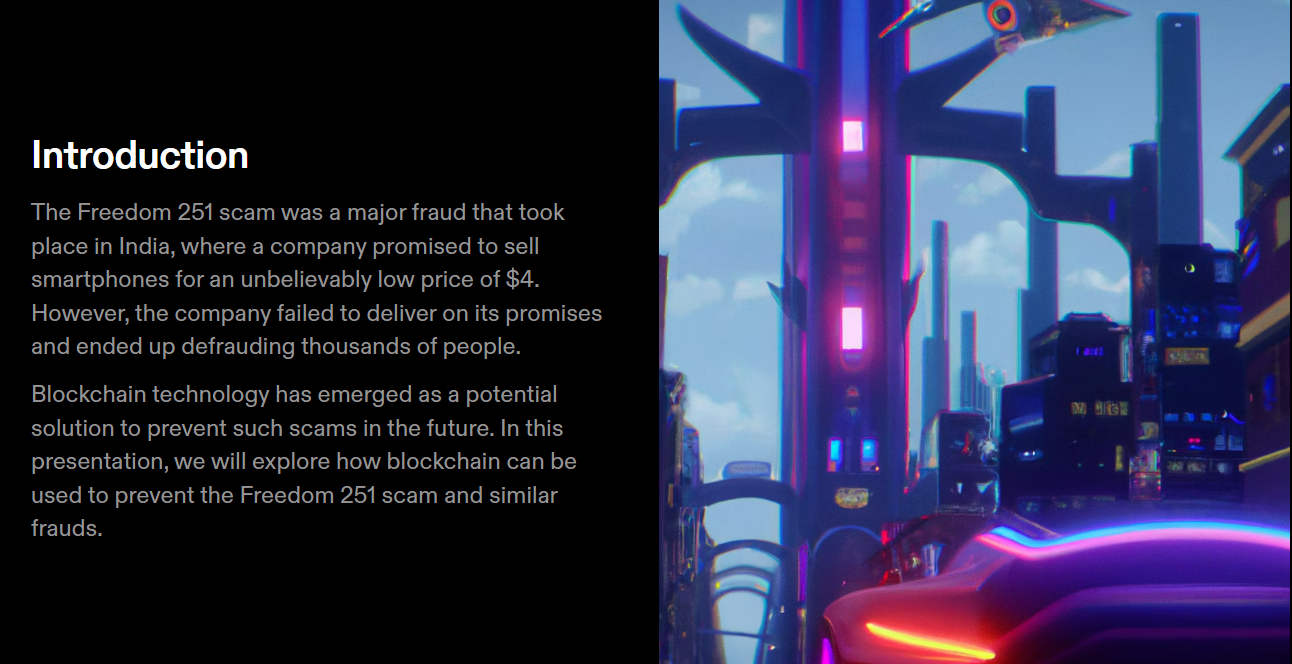 Introduction
The Freedom 251 scam was a major fraud that took
place in India, where a company promised to sell
smartphones for an unbelievably low price of $4.
However, the company failed to deliver on its promises
and ended up defrauding thousands of people.
Blockchain technology has emerged as a potential
solution to prevent such scams in the future. In this
presentation, we will explore how blockchain can be
used to prevent the Freedom 251 scam and similar
frauds.